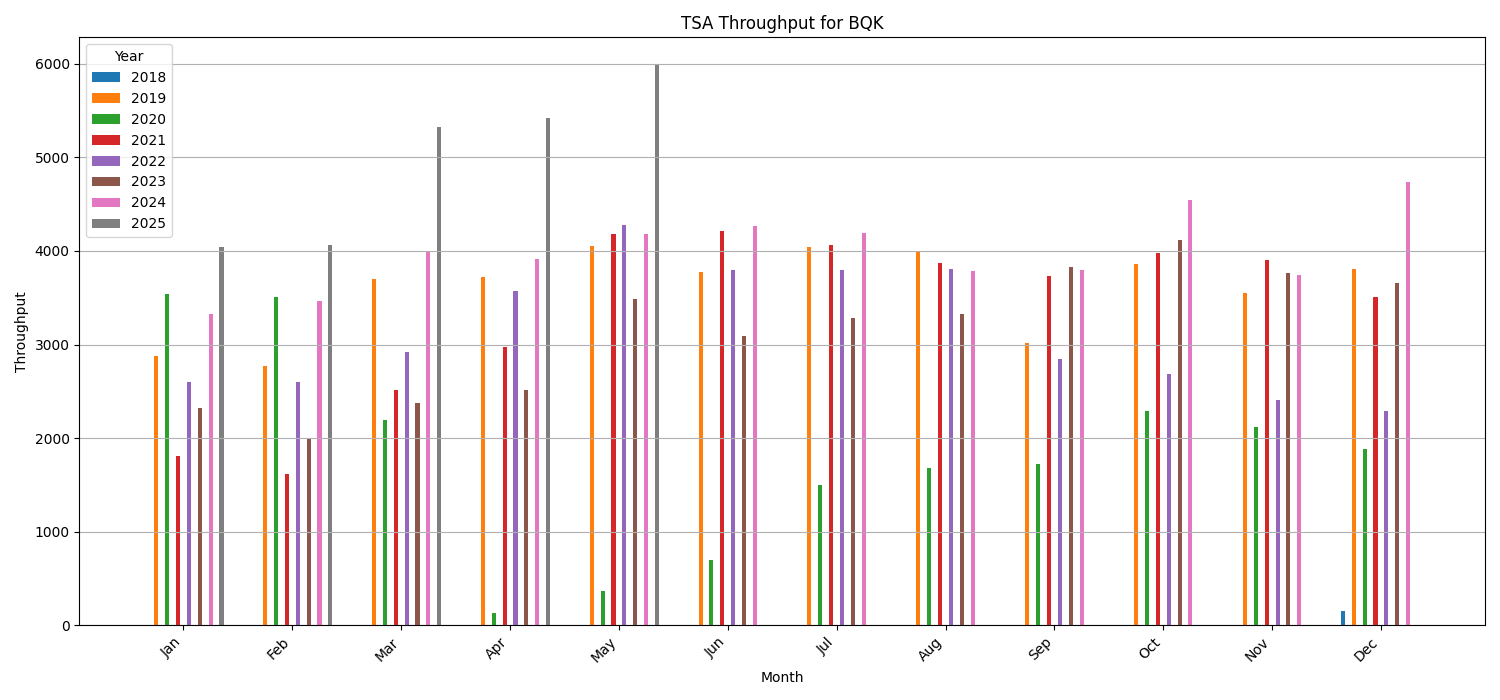 TSA Throughput for BQK
Year
2018
2019
2020
2021
2022
2023
2024
2025
Throughput
6000
5000
4000
3000
2000
1000
0
Jan
Feb
Mar
Apr
May
Jun
Jul
Aug
Sep
Oct
Nov
Dec
Month